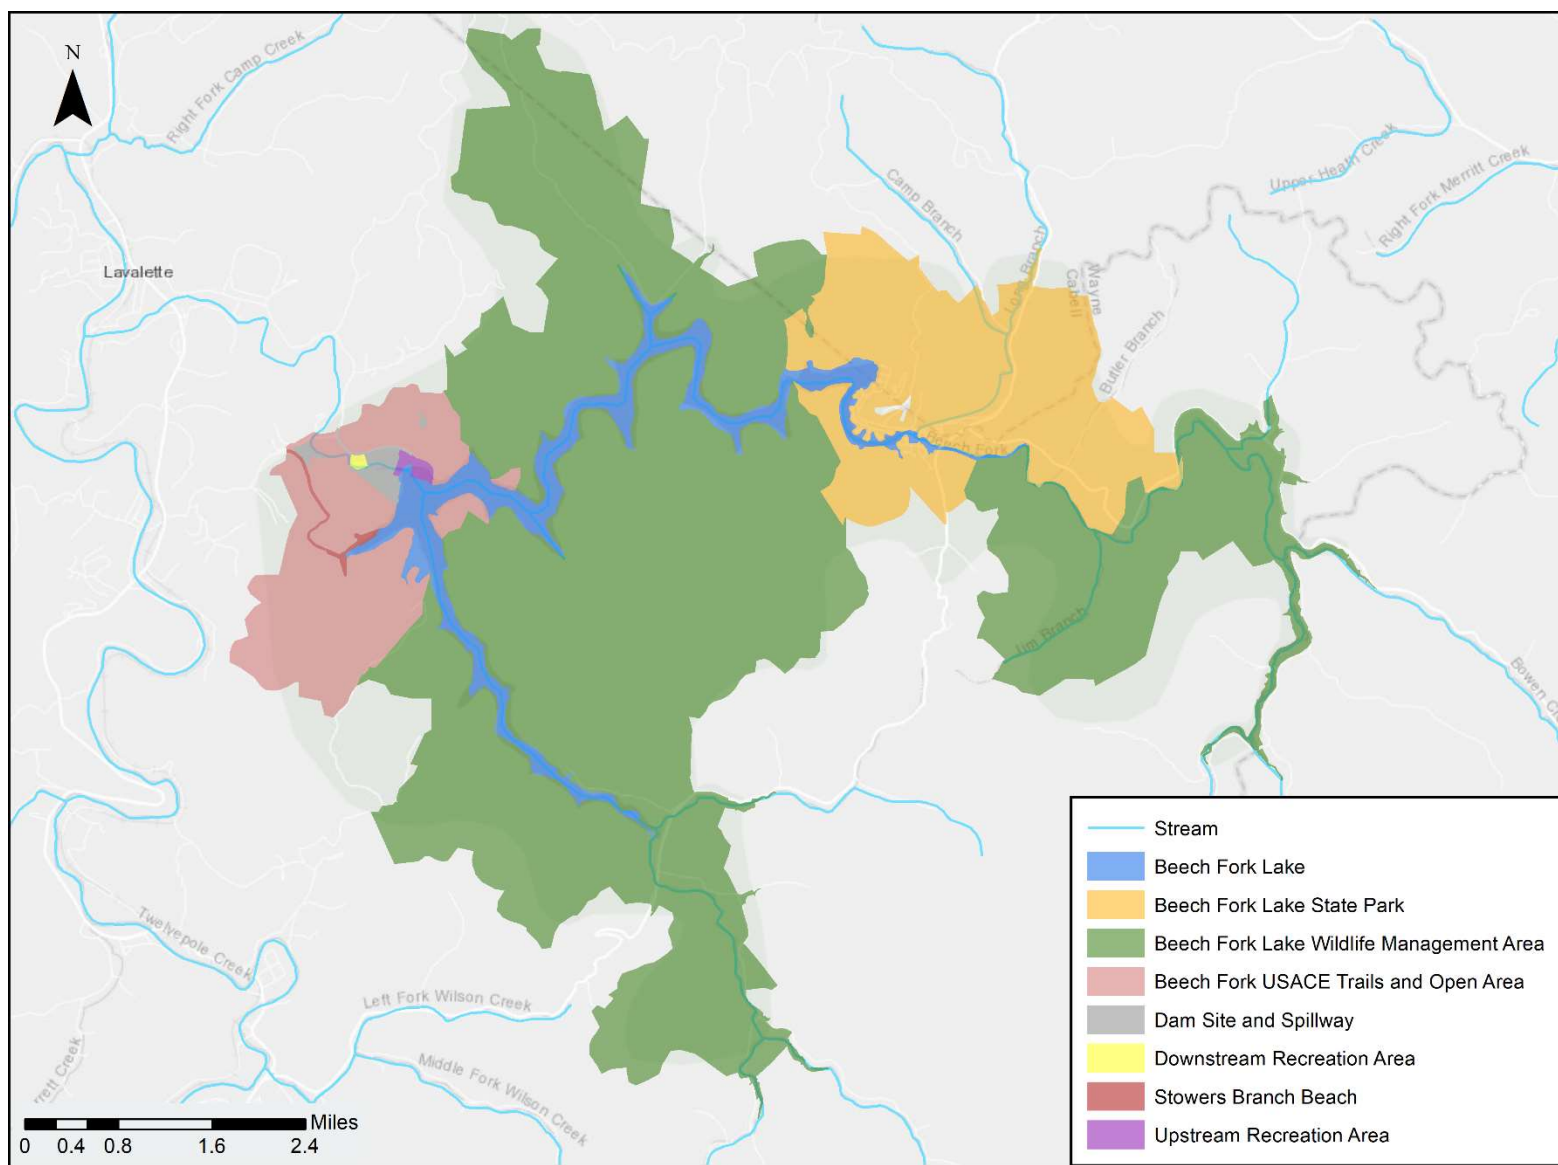 N
Right Fork Camp Creek
Lavalette
Camp Branch
Long Branch
Wayne
Cabell
Butler Branch
Upper Heath Creek
Right Fork Merritt Creek
Beech Fork
Jim Branch
Bowen
Twelvepole Creek
Left Fork Wilson Creek
Middle Fork Wilson Creek
Creek
Miles
0 0.4 0.8 1.6 2.4
Stream
Beech Fork Lake
Beech Fork Lake State Park
Beech Fork Lake Wildlife Management Area
Beech Fork USACE Trails and Open Area
Dam Site and Spillway
Downstream Recreation Area
Stowers Branch Beach
Upstream Recreation Area